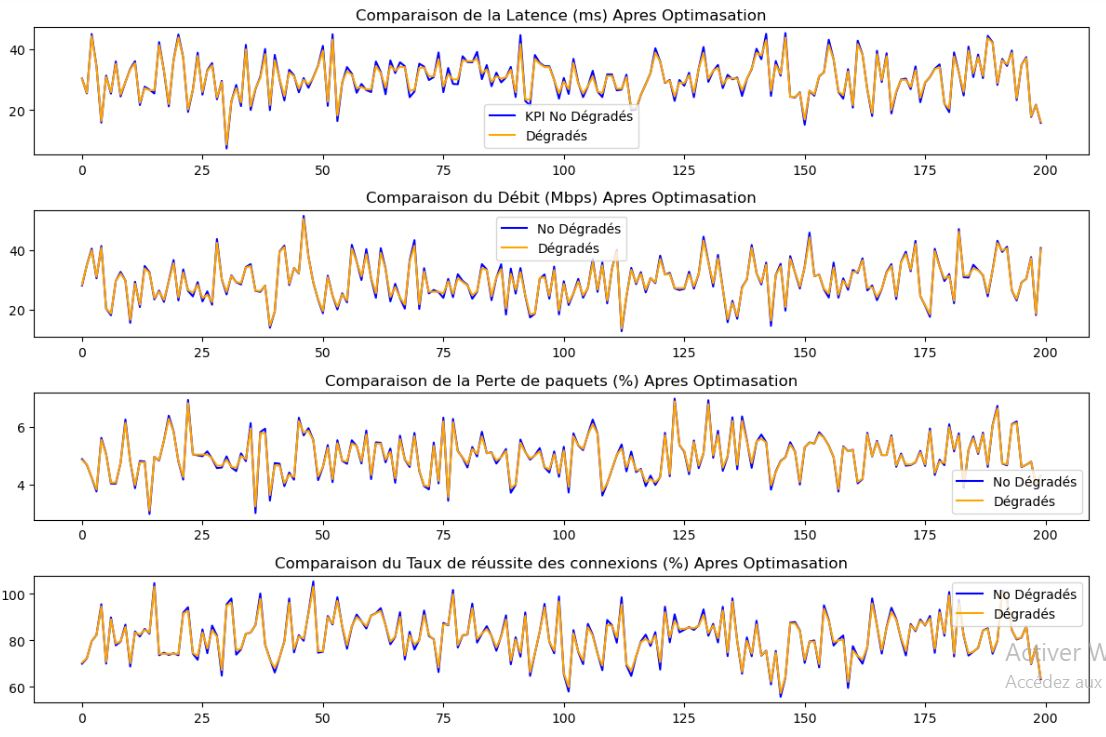 Comparaison de la Latence (ms) Apres Optimasation
40
20
KPI No Dégradés
Dégradés
0 25 50 75 100 125 150 175 200
Comparaison du Débit (Mbps) Apres Optimasation
40
20
No Dégradés
Dégradés
0 25 50 75 100 125 150 175 200
Comparaison de la Perte de paquets (%) Apres Optimasation
6
4
No Dégradés
Dégradés
0 25 50 75 100 125 150 175 200
Comparaison du Taux de réussite des connexions (%) Apres Optimasation
100
80
60
No Dégradés
Dégradés
Activer W
Accédez aux
0 25 50 75 100 125 150 175 200